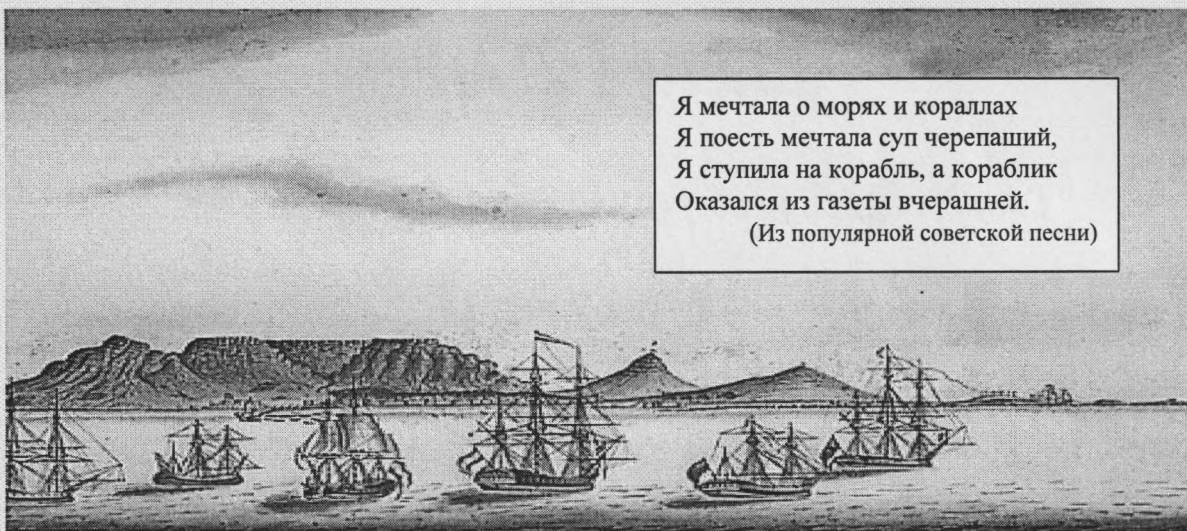 Я мечтала о морях и кораллах
Я поесть мечтала суп черепаший,
Я ступила на корабль, а кораблик
Оказался из газеты вчерашней.
(Из популярной советской песни)